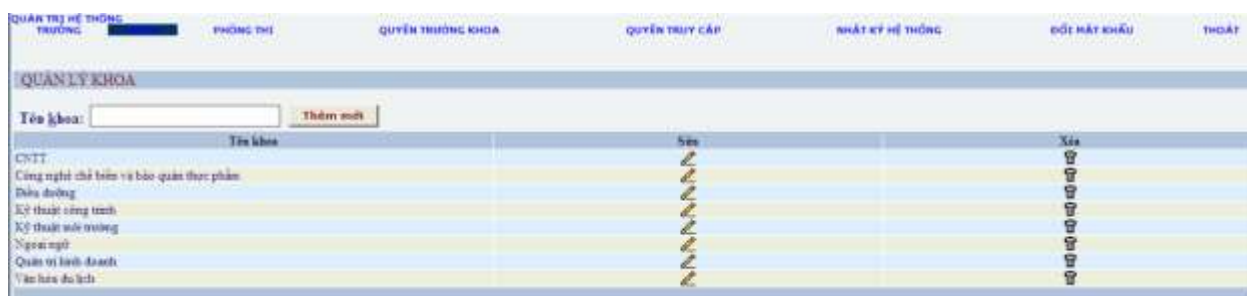 QUẢN TRỊ HỆ THỐNG
TRƯỜNG PHÒNG THI QUYỀN TRƯỞNG KHOA QUYỀN TRUY CẬP NHẬT KÝ HỆ THỐNG ĐỔI MẬT KHẨU THOÁT
QUẢN LÝ KHOA
Tên khoa: Thêm mới
Tên khoa Sửa Xóa
CNTT
Công nghệ chế biến và bảo quản thực phẩm
Điều dưỡng
Kỹ thuật công trình
Kỹ thuật môi trường
Ngoại ngữ
Quản trị kinh doanh
Văn hóa du lịch